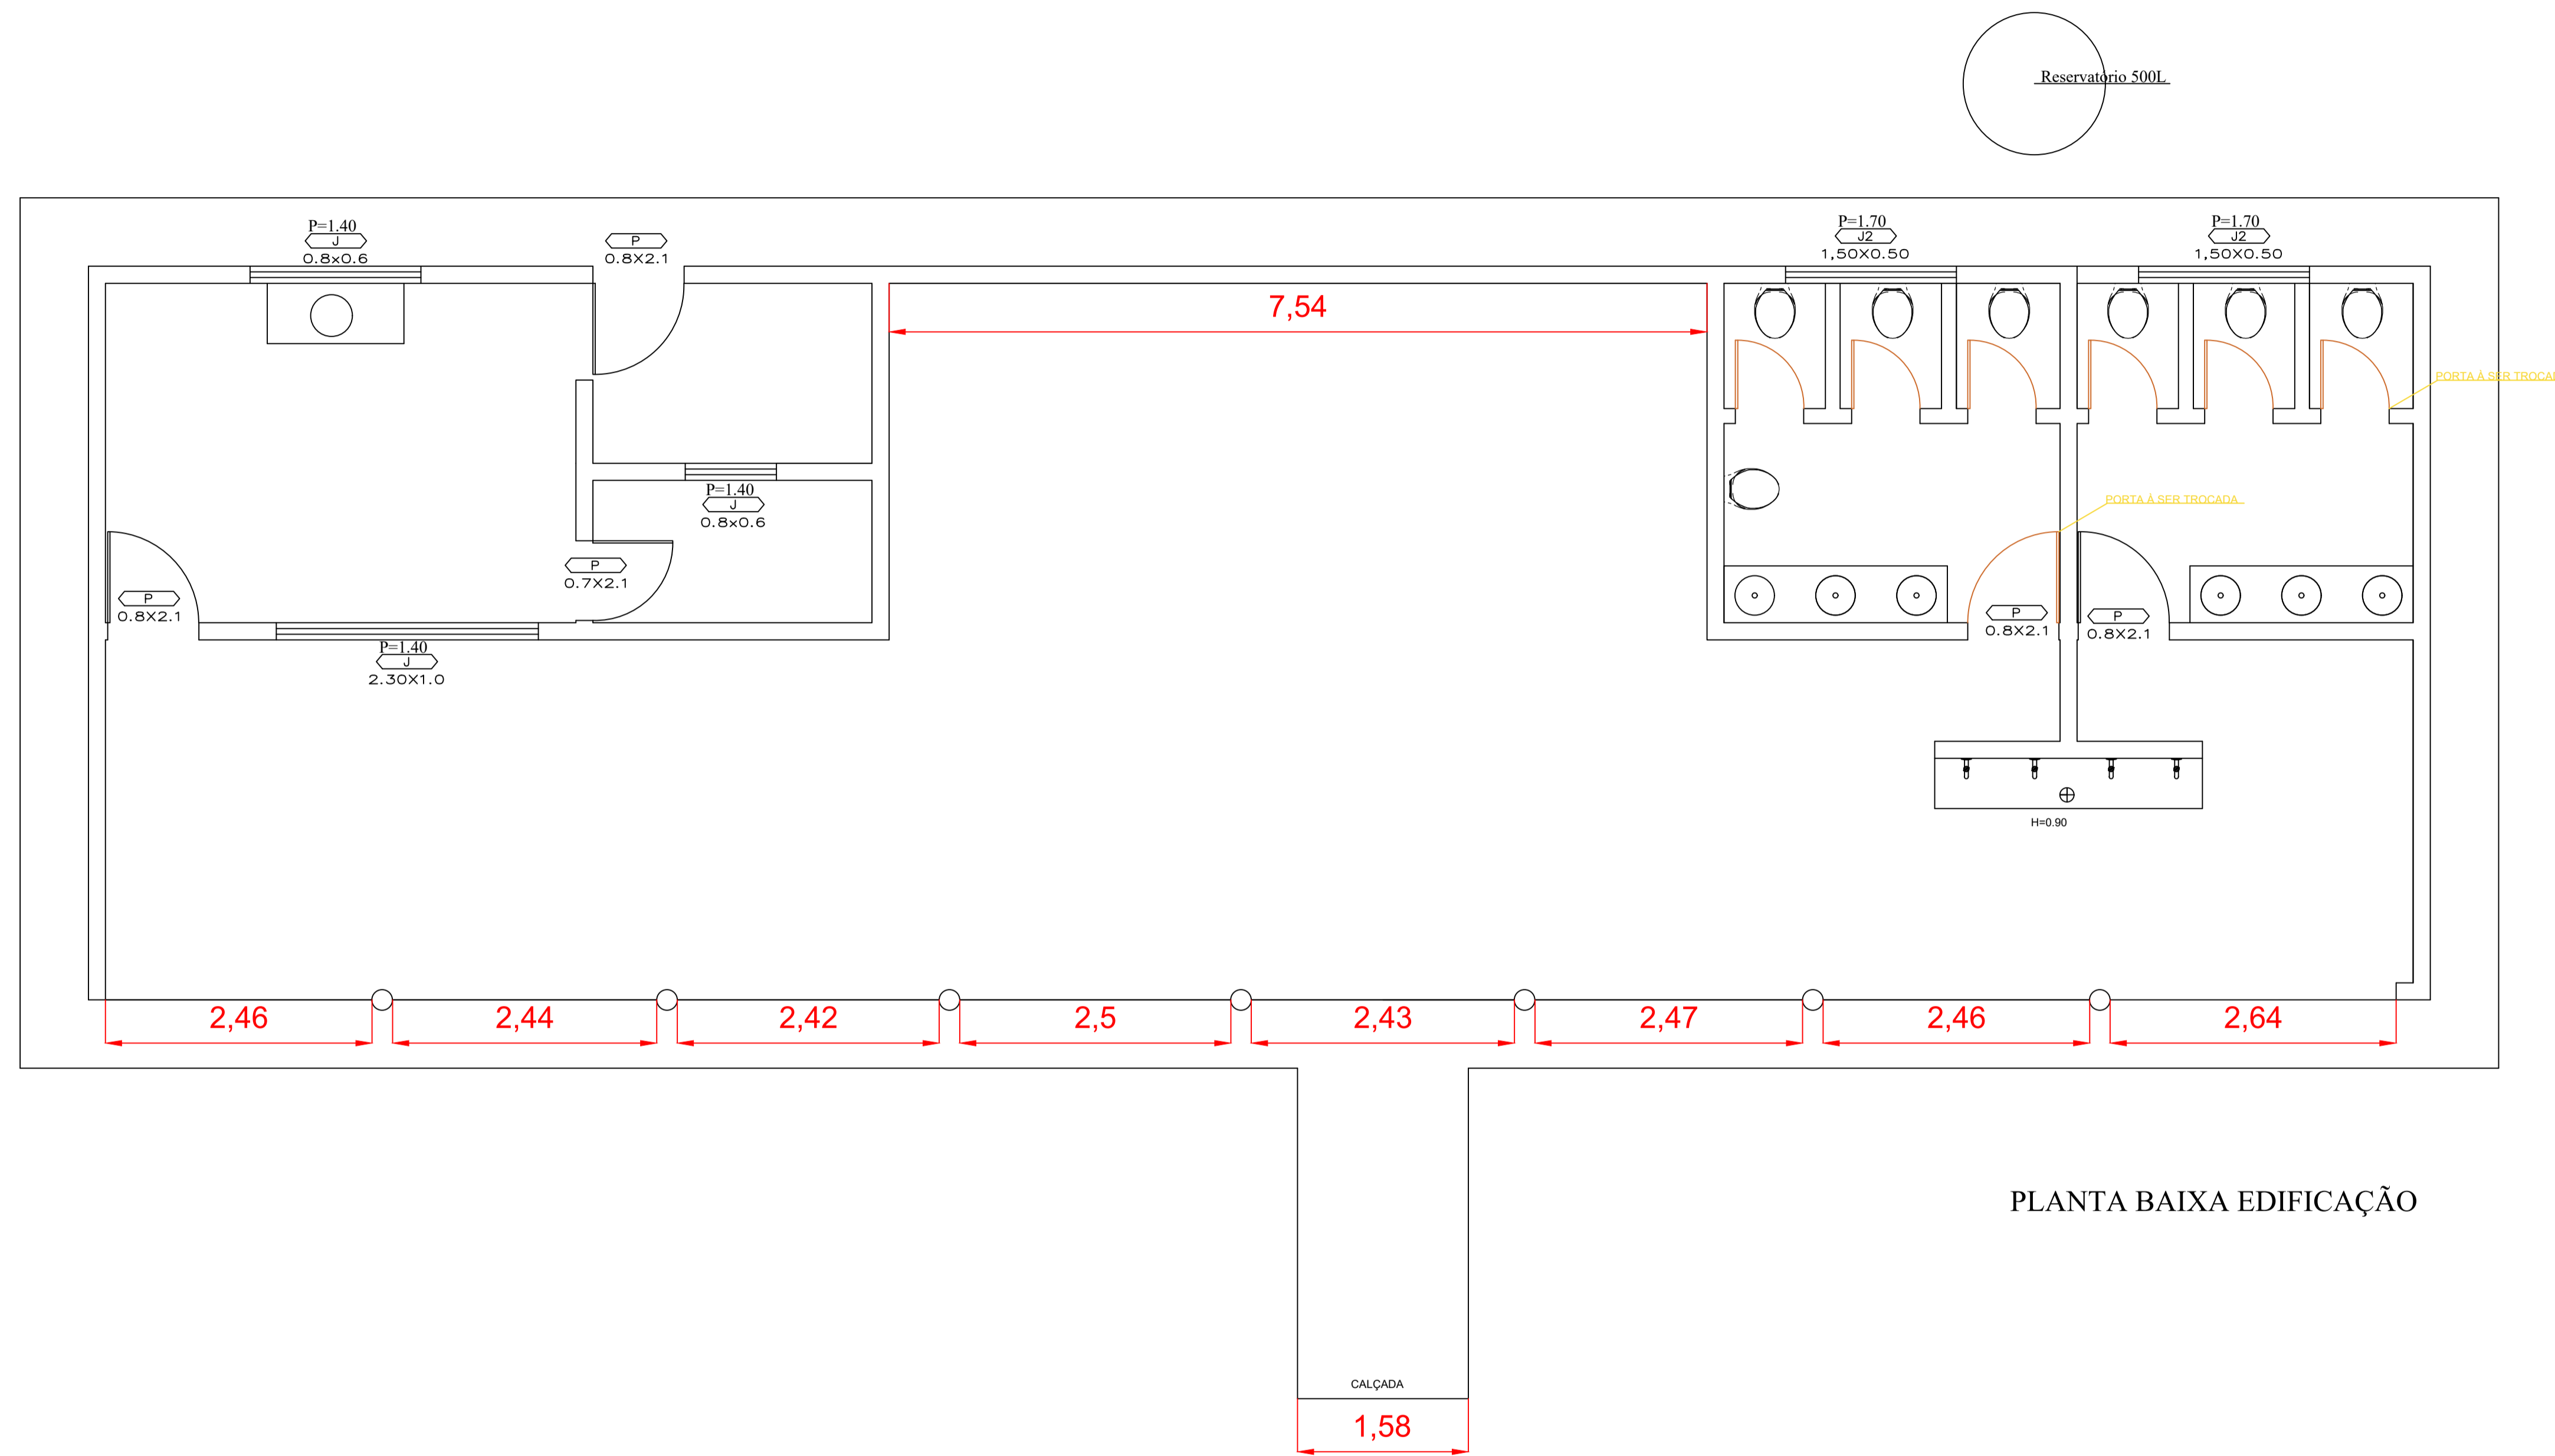 Reservatório 500L
P=1.40
J
0.8x0.6
P
0.8X2.1
P=1.70
J2
1,50X0.50
P=1.70
J2
1,50X0.50
7,54
PORTA À SER TROCA
P=1.40
J
0.8x0.6
PORTA À SER TROCADA
P
0.7X2.1
P
0.8X2.1
P
0.8X2.1
P
0.8X2.1
P=1.40
J
2.30X1.0
H=0.90
2,46
2,44
2,42
2,5
2,43
2,47
2,46
2,64
PLANTA BAIXA EDIFICAÇÃO
CALÇADA
1,58